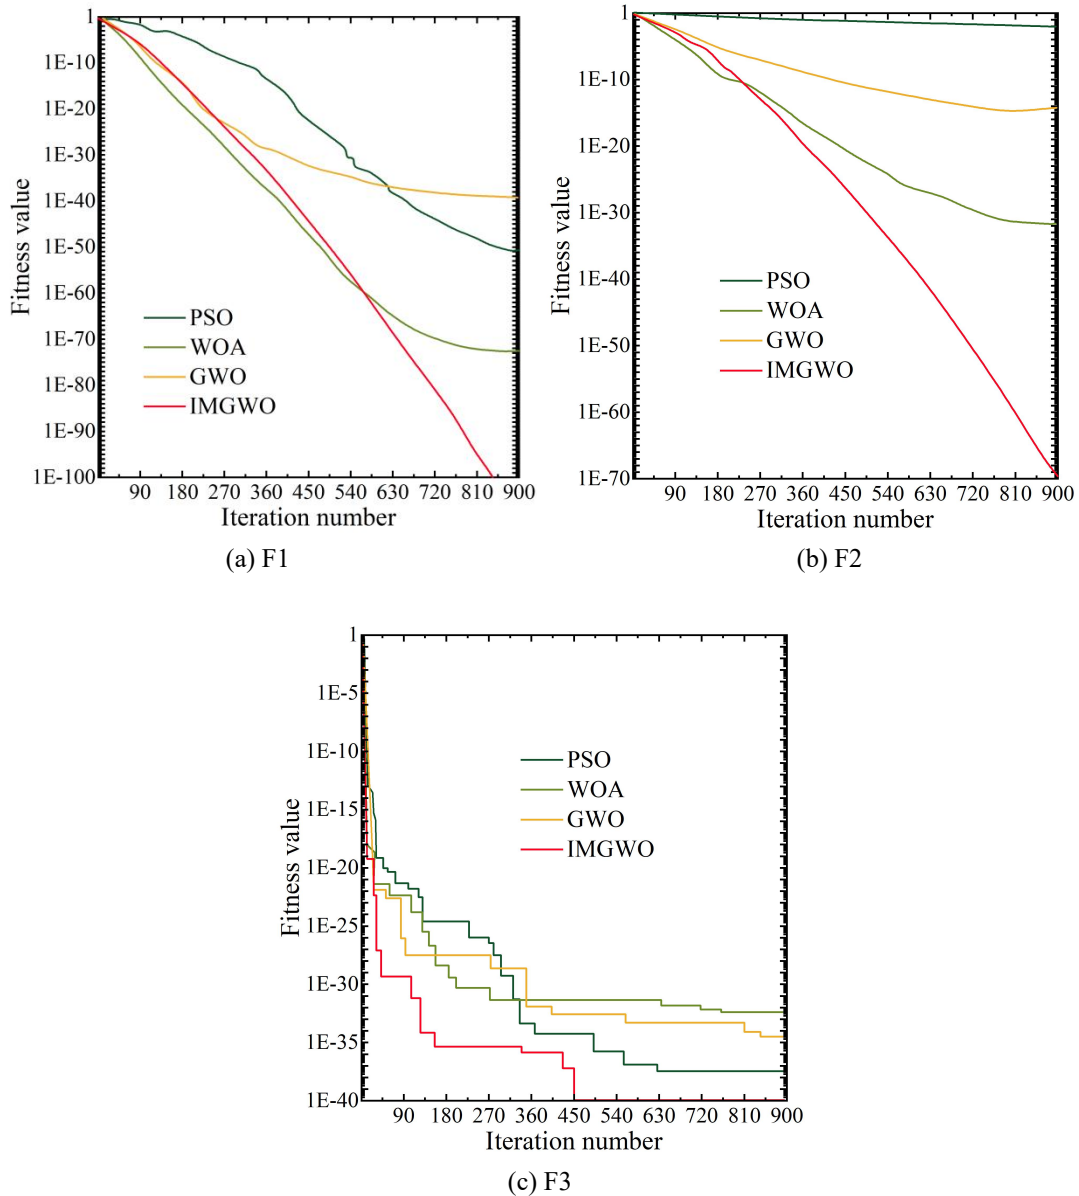 1
1E-10
1E-20
1E-30
1E-40
1E-50
1E-60
1E-70
1E-80
1E-90
1E-100
Fitness value
PSO
WOA
GWO
IMGWO
90 180 270 360 450 540 630 720 810 900
Iteration number
(a) F1
1
1E-10
1E-20
1E-30
1E-40
1E-50
1E-60
1E-70
Fitness value
PSO
WOA
GWO
IMGWO
90 180 270 360 450 540 630 720 810 900
Iteration number
(b) F2
1
1E-5
1E-10
1E-15
1E-20
1E-25
1E-30
1E-35
1E-40
Fitness value
PSO
WOA
GWO
IMGWO
90 180 270 360 450 540 630 720 810 900
Iteration number
(c) F3